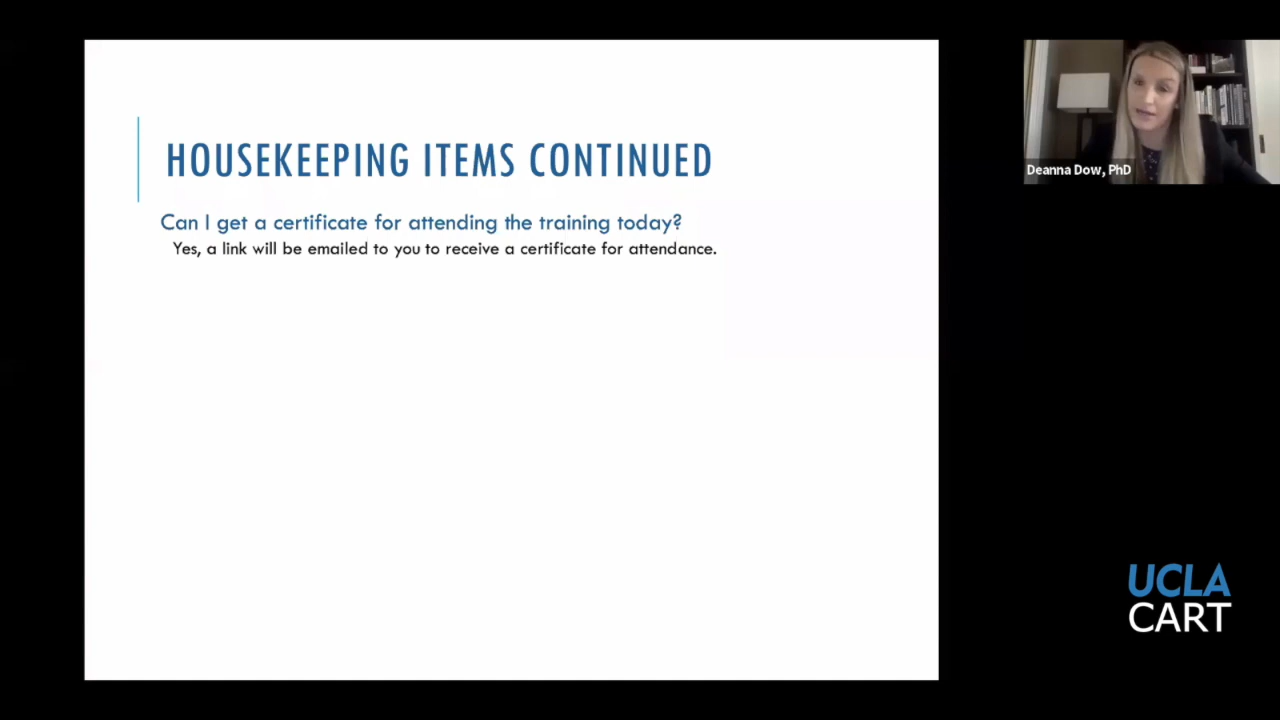 HOUSEKEEPING ITEMS CONTINUED
Can I get a certificate for attending the training today?
Yes, a link will be emailed to you to receive a certificate for attendance.
Deanna Dow, PhD
UCLA
CART